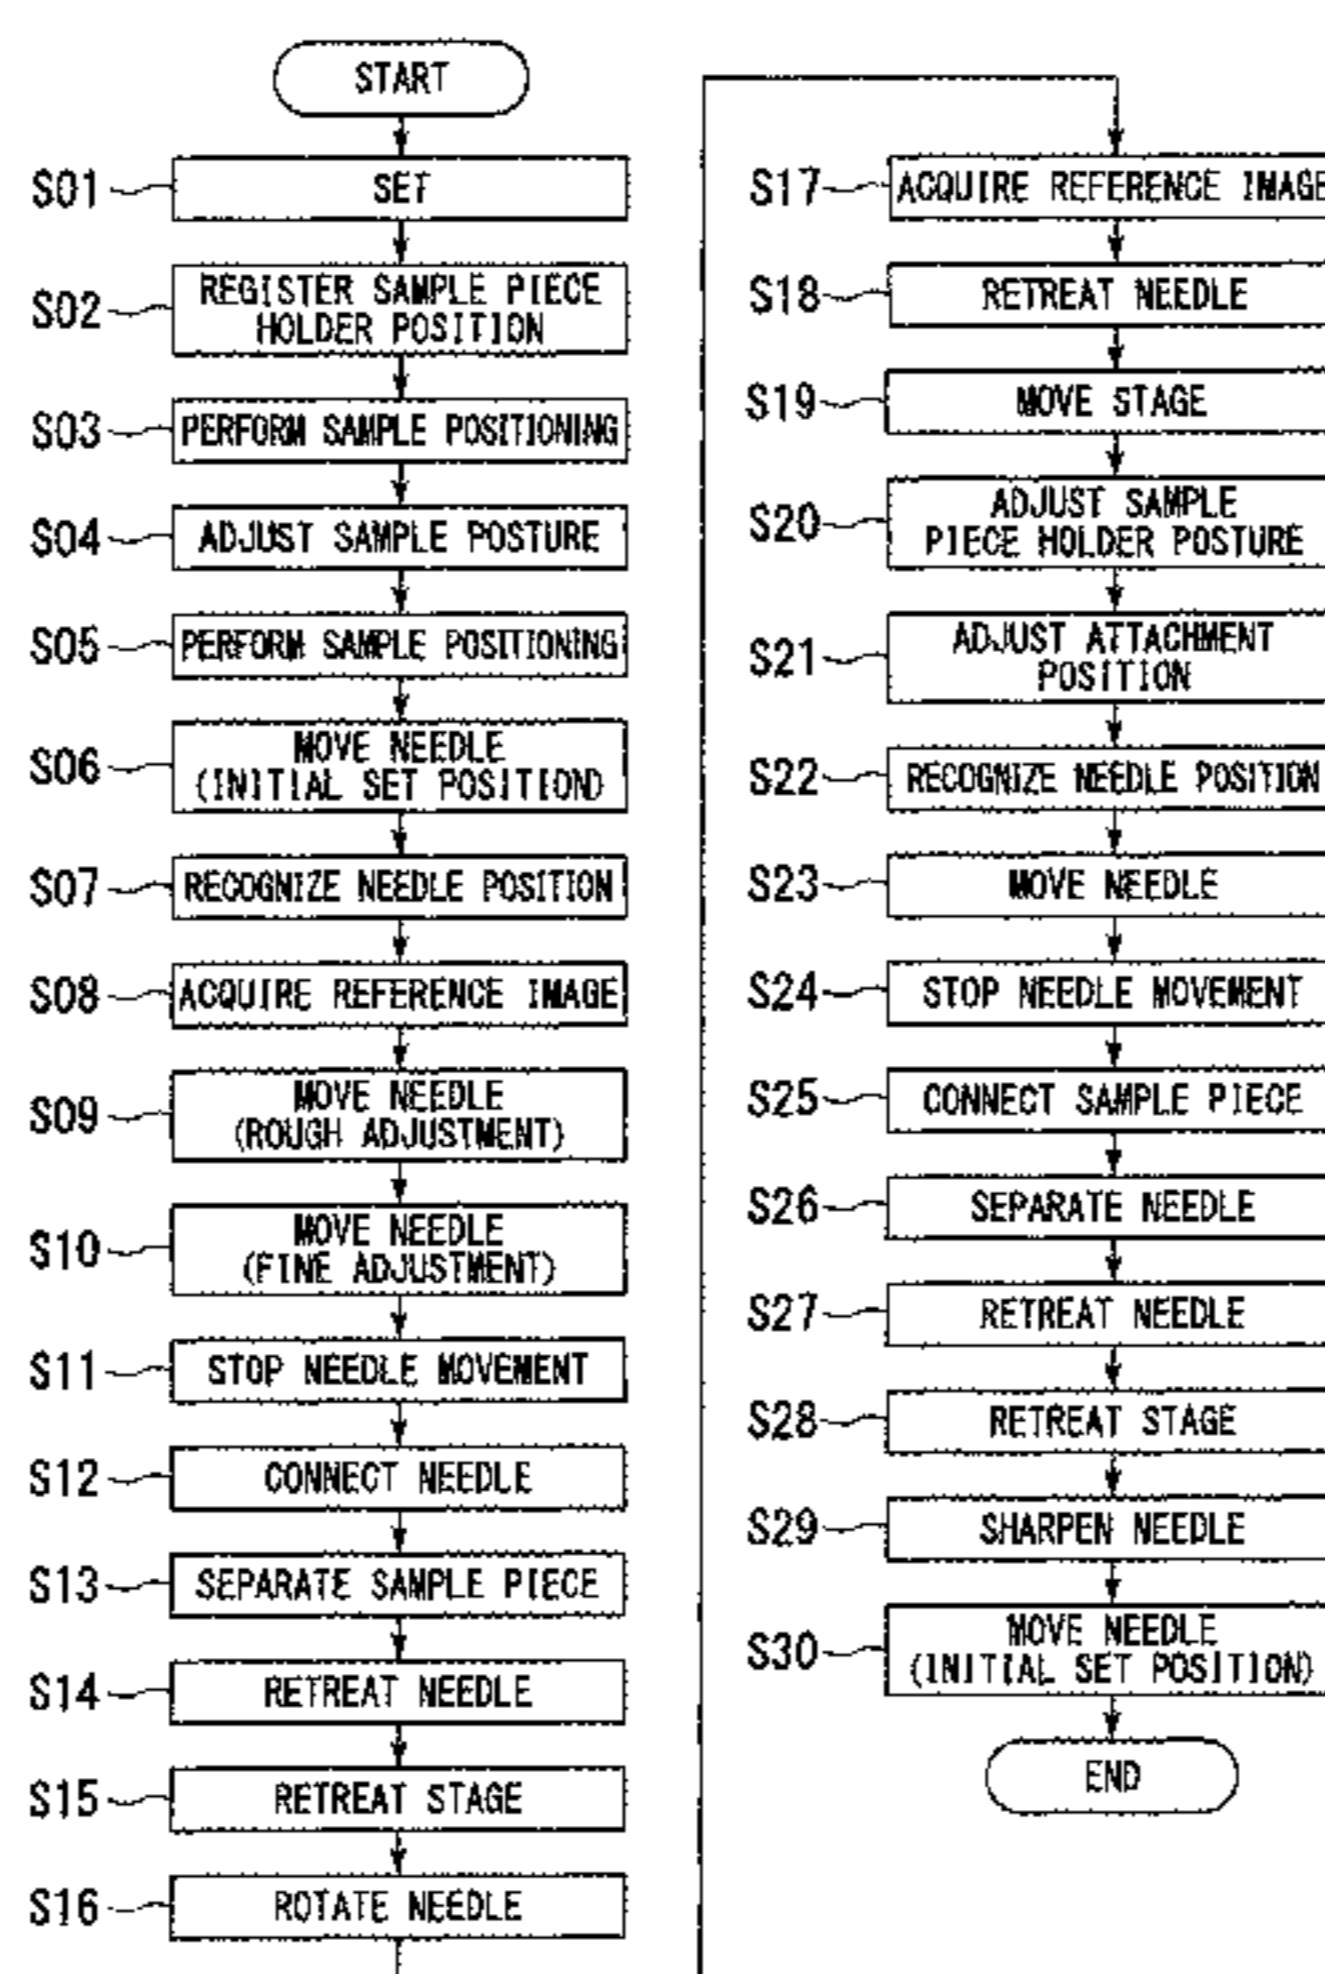 START
S01 SET
S02 REGISTER SAMPLE PIECE
HOLDER POSITION
S03 PERFORM SAMPLE POSITIONING
S04 ADJUST SAMPLE POSTURE
S05 PERFORM SAMPLE POSITIONING
S06 MOVE NEEDLE
(INITIAL SET POSITION)
S07 RECOGNIZE NEEDLE POSITION
S08 ACQUIRE REFERENCE IMAGE
S09 MOVE NEEDLE
(ROUGH ADJUSTMENT)
S10 MOVE NEEDLE
(FINE ADJUSTMENT)
S11 STOP NEEDLE MOVEMENT
S12 CONNECT NEEDLE
S13 SEPARATE SAMPLE PIECE
S14 RETREAT NEEDLE
S15 RETREAT STAGE
S16 ROTATE NEEDLE
S17 ACQUIRE REFERENCE IMAGE
S18 RETREAT NEEDLE
S19 MOVE STAGE
S20 ADJUST SAMPLE
PIECE HOLDER POSTURE
S21 ADJUST ATTACHMENT
POSITION
S22 RECOGNIZE NEEDLE POSITION
S23 MOVE NEEDLE
S24 STOP NEEDLE MOVEMENT
S25 CONNECT SAMPLE PIECE
S26 SEPARATE NEEDLE
S27 RETREAT NEEDLE
S28 RETREAT STAGE
S29 SHARPEN NEEDLE
S30 MOVE NEEDLE
(INITIAL SET POSITION)
END